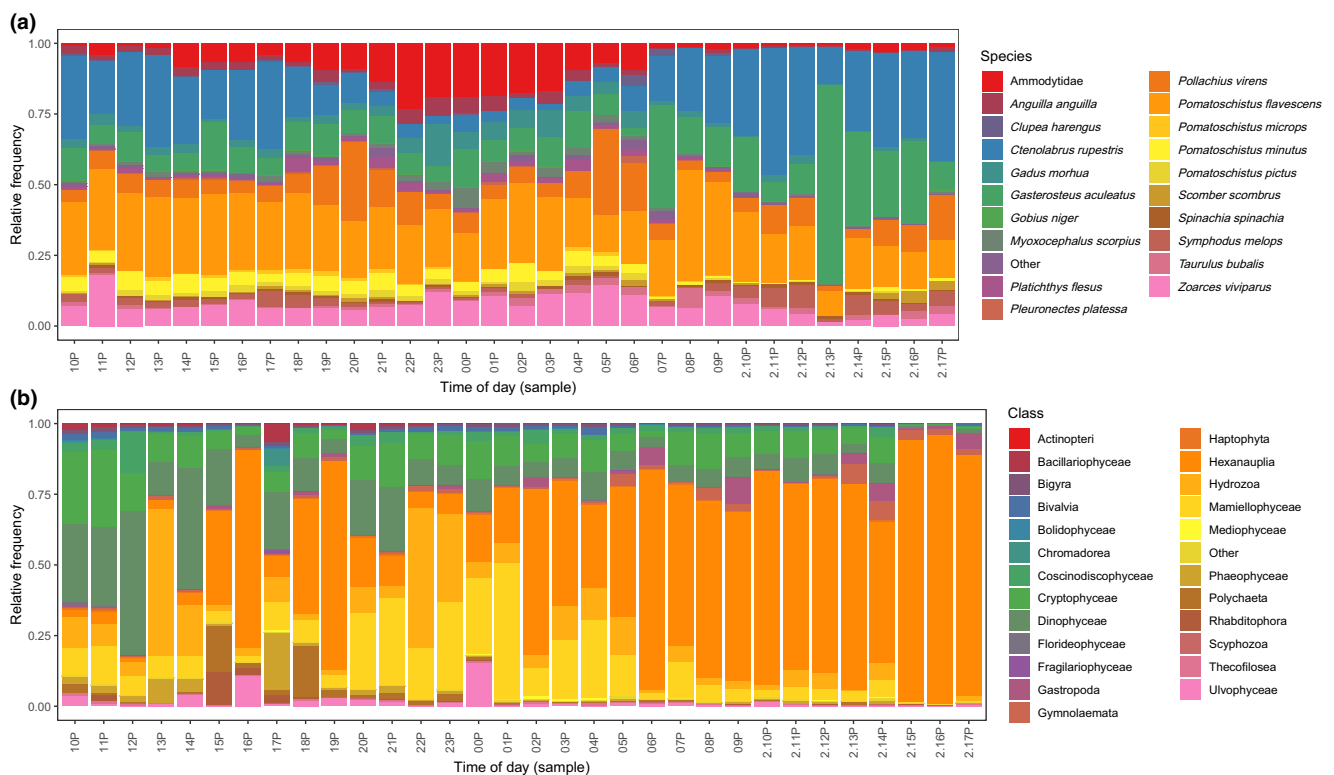 (a)
1.00
0.75
0.50
0.25
0.00
Relative frequency
10P 11P 12P 13P 14P 15P 16P 17P 18P 19P 20P 21P 22P 23P 00P 01P 02P 03P 04P 05P 06P 07P 08P 09P 2.10P 2.11P 2.12P 2.13P 2.14P 2.15P 2.16P 2.17P
Time of day (sample)
Species
Ammodytidae
Anguilla anguilla
Clupea harengus
Ctenolabrus rupestris
Gadus morhua
Gasterosteus aculeatus
Gobius niger
Myoxocephalus scorpius
Other
Platichthys flesus
Pleuronectes platessa
Pollachius virens
Pomatoschistus flavescens
Pomatoschistus microps
Pomatoschistus minutus
Pomatoschistus pictus
Scomber scombrus
Spinachia spinachia
Symphodus melops
Taurulus bubalis
Zoarces viviparus
(b)
1.00
0.75
0.50
0.25
0.00
Relative frequency
10P 11P 12P 13P 14P 15P 16P 17P 18P 19P 20P 21P 22P 23P 00P 01P 02P 03P 04P 05P 06P 07P 08P 09P 2.10P 2.11P 2.12P 2.13P 2.14P 2.15P 2.16P 2.17P
Time of day (sample)
Class
Actinopteri
Bacillariophyceae
Bigyra
Bivalvia
Bolidophyceae
Chromadorea
Coscinodiscophyceae
Cryptophyceae
Dinophyceae
Florideophyceae
Fragilariophyceae
Gastropoda
Gymnolaemata
Haptophyta
Hexanauplia
Hydrozoa
Mamiellophyceae
Mediophyceae
Other
Phaeophyceae
Polychaeta
Rhabditophora
Scyphozoa
Thecofilosea
Ulvophyceae